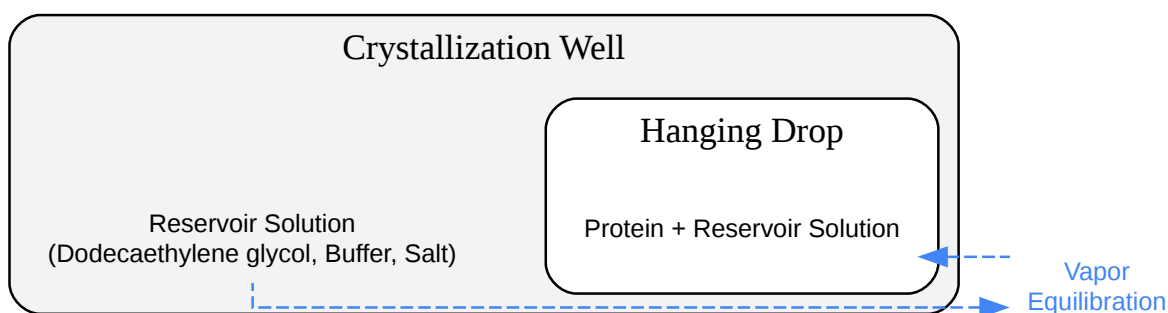 Crystallization Well
Hanging Drop
Reservoir Solution
(Dodecaethylene glycol, Buffer, Salt)
Protein + Reservoir Solution
Vapor
Equilibration